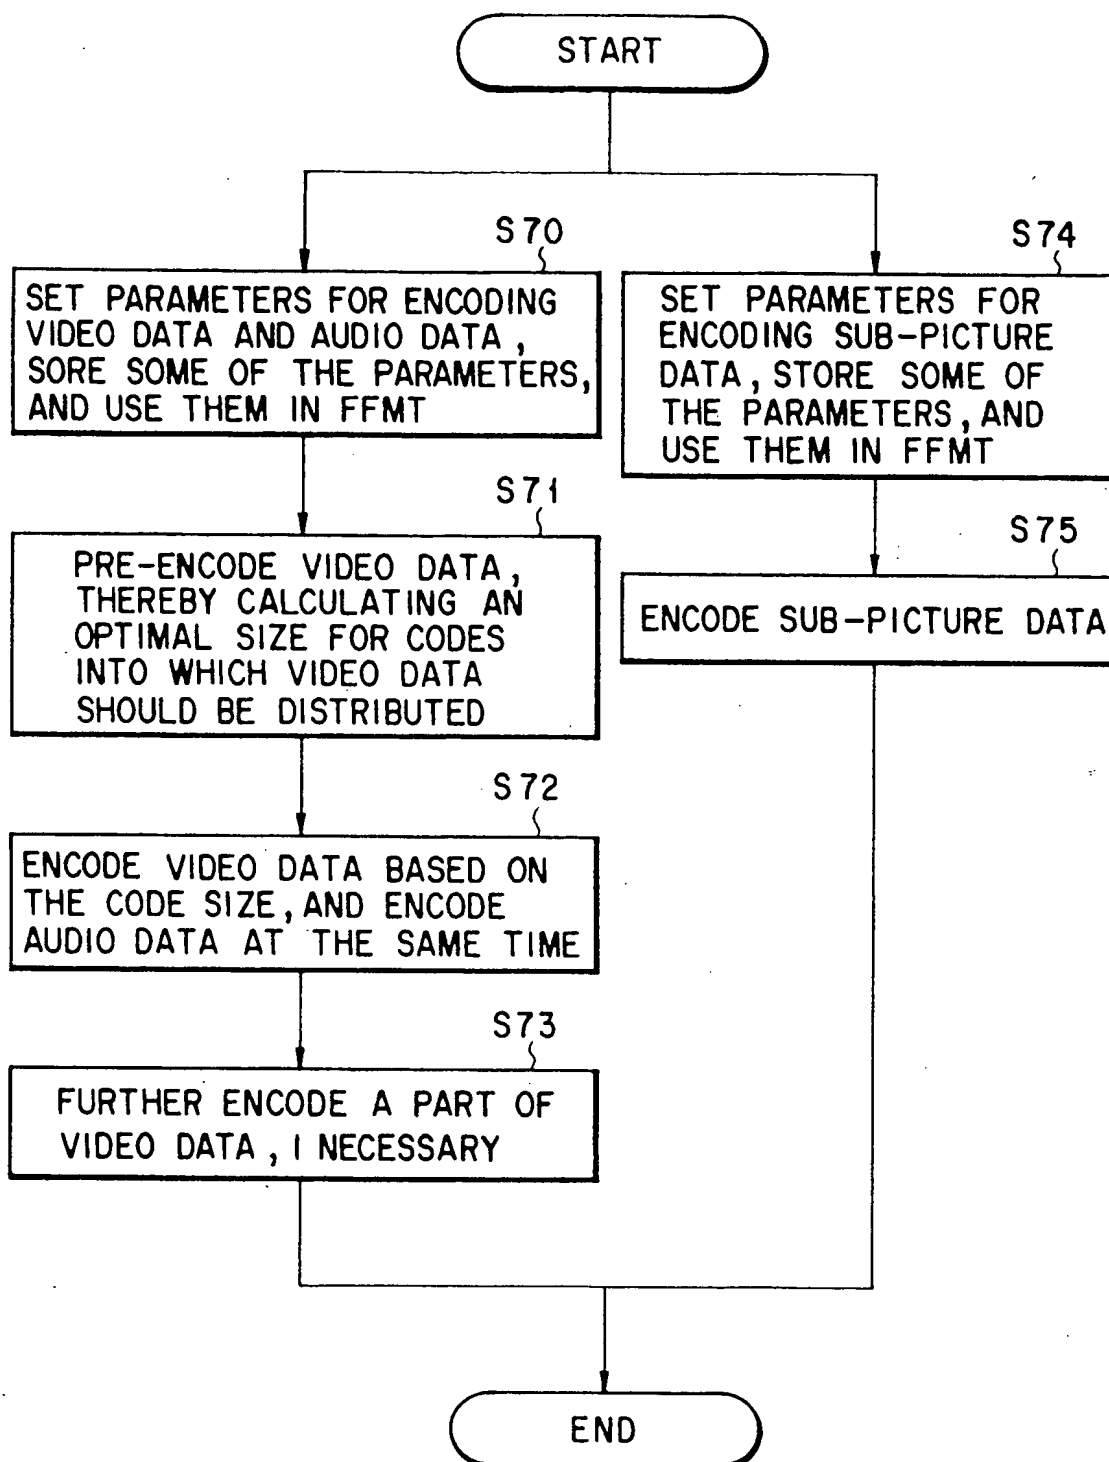 START
S70
SET PARAMETERS FOR ENCODING
VIDEO DATA AND AUDIO DATA,
SORE SOME OF THE PARAMETERS,
AND USE THEM IN FFMT
S71
PRE-ENCODE VIDEO DATA,
THEREBY CALCULATING AN
OPTIMAL SIZE FOR CODES
INTO WHICH VIDEO DATA
SHOULD BE DISTRIBUTED
S72
ENCODE VIDEO DATA BASED ON
THE CODE SIZE, AND ENCODE
AUDIO DATA AT THE SAME TIME
S73
FURTHER ENCODE A PART OF
VIDEO DATA, I NECESSARY
S74
SET PARAMETERS FOR
ENCODING SUB-PICTURE
DATA, STORE SOME OF
THE PARAMETERS, AND
USE THEM IN FFMT
S75
ENCODE SUB-PICTURE DATA
END